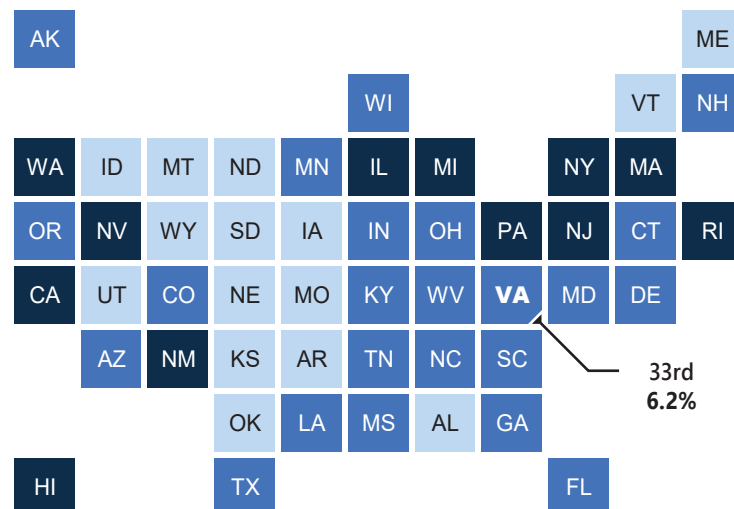 AK ME
WI VT NH
WA ID MT ND MN IL MI NY MA
OR NV WY SD IA IN OH PA NJ CT RI
CA UT CO NE MO KY WV VA MD DE
AZ NM KS AR TN NC SC
33rd
6.2%
OK LA MS AL GA
HI TX FL